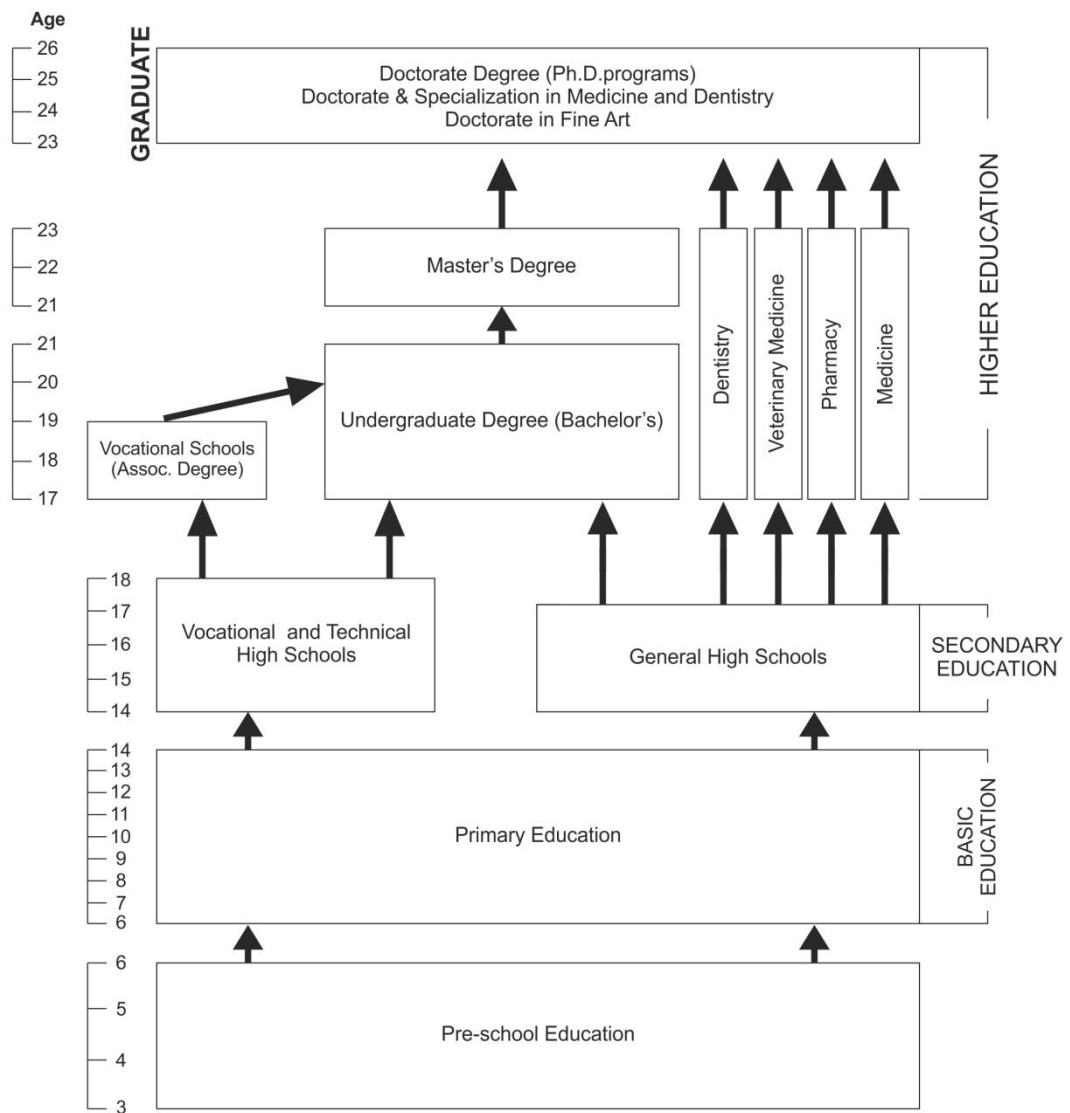 Age
26
25
24
23
GRADUATE
Doctorate Degree (Ph.D.programs)
Doctorate & Specialization in Medicine and Dentistry
Doctorate in Fine Art
HIGHER EDUCATION
23
22
21
Master's Degree
21
20
19
18
17
Undergraduate Degree (Bachelor's)
Vocational Schools
(Assoc. Degree)
Dentistry
Veterinary Medicine
Pharmacy
Medicine
18
17
16
15
14
Vocational and Technical
High Schools
General High Schools
SECONDARY
EDUCATION
14
13
12
11
10
9
8
7
6
Primary Education
BASIC
EDUCATION
6
5
4
3
Pre-school Education